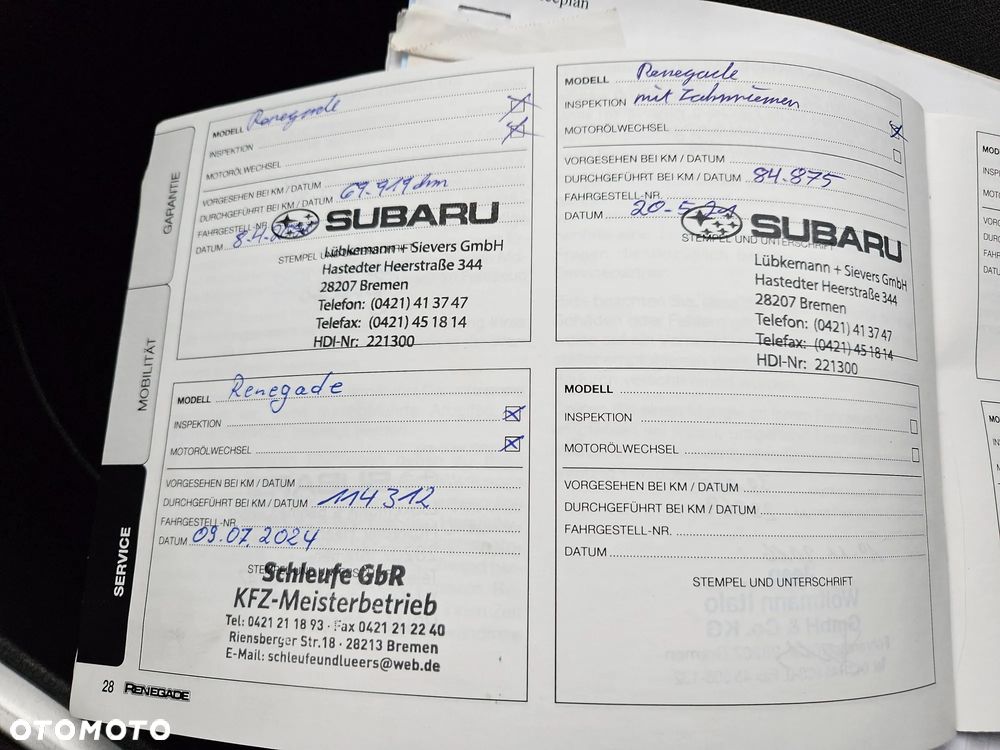 GARANTIE
MOBILITÄT
SERVICE
MODELL Renegade
INSPEKTION
MOTORÖLWECHSEL
VORGESEHEN BEI KM / DATUM
DURCHGEFÜHRT BEI KM / DATUM 69.919 km
FAHRGESTELL-NR.
DATUM 8.4.
SUBARU
STEMPEL UND
Lübkemann + Sievers GmbH
Hastedter Heerstraße 344
28207 Bremen
Telefon: (0421) 41 37 47
Telefax: (0421) 45 18 14
HDI-Nr: 221300
MODELL Renegade
INSPEKTION mit Zahnriemen
MOTORÖLWECHSEL
VORGESEHEN BEI KM / DATUM
DURCHGEFÜHRT BEI KM / DATUM 84.875
FAHRGESTELL-NR.
DATUM 20-5-21
SUBARU
STEMPEL UND UNTERSCHRIFT
Lübkemann + Sievers GmbH
Hastedter Heerstraße 344
28207 Bremen
Telefon: (0421) 41 37 47
Telefax: (0421) 45 18 14
HDI-Nr: 221300
MODELL Renegade
INSPEKTION
MOTORÖLWECHSEL
VORGESEHEN BEI KM / DATUM
DURCHGEFÜHRT BEI KM / DATUM 114312
FAHRGESTELL-NR.
DATUM 09.07.2024
Schleufe GbR
KFZ-Meisterbetrieb
Tel: 0421 21 18 93 · Fax 0421 21 22 40
Riensberger Str.18 · 28213 Bremen
E-Mail: schleufeundlueers@web.de
MODELL
INSPEKTION
MOTORÖLWECHSEL
VORGESEHEN BEI KM / DATUM
DURCHGEFÜHRT BEI KM / DATUM
FAHRGESTELL-NR.
DATUM
STEMPEL UND UNTERSCHRIFT
28 RENEGADE
OTOMOTO